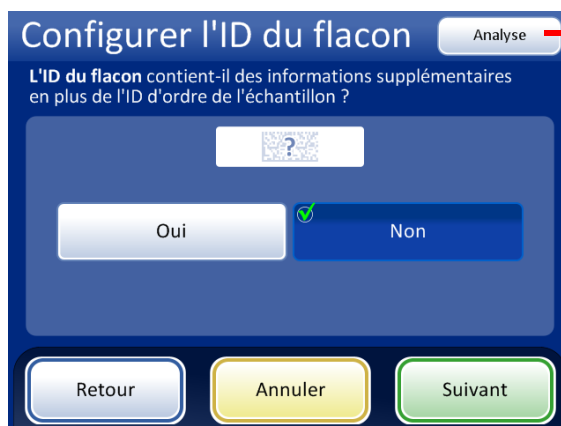 Configurer l'ID du flacon
Analyse
L'ID du flacon contient-il des informations supplémentaires
en plus de l'ID d'ordre de l'échantillon ?
?
Oui
Non
Retour
Annuler
Suivant